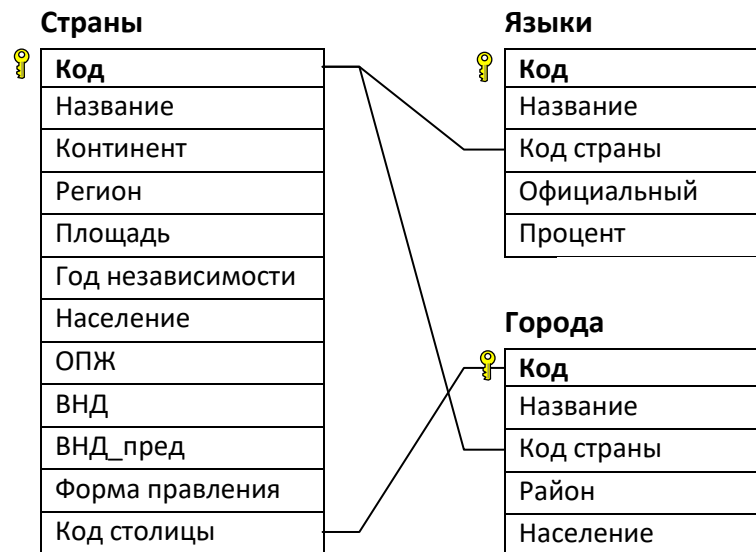 Страны
Код
Название
Континент
Регион
Площадь
Год независимости
Население
ОПЖ
ВНД
ВНД_пред
Форма правления
Код столицы
Языки
Код
Название
Код страны
Официальный
Процент
Города
Код
Название
Код страны
Район
Население